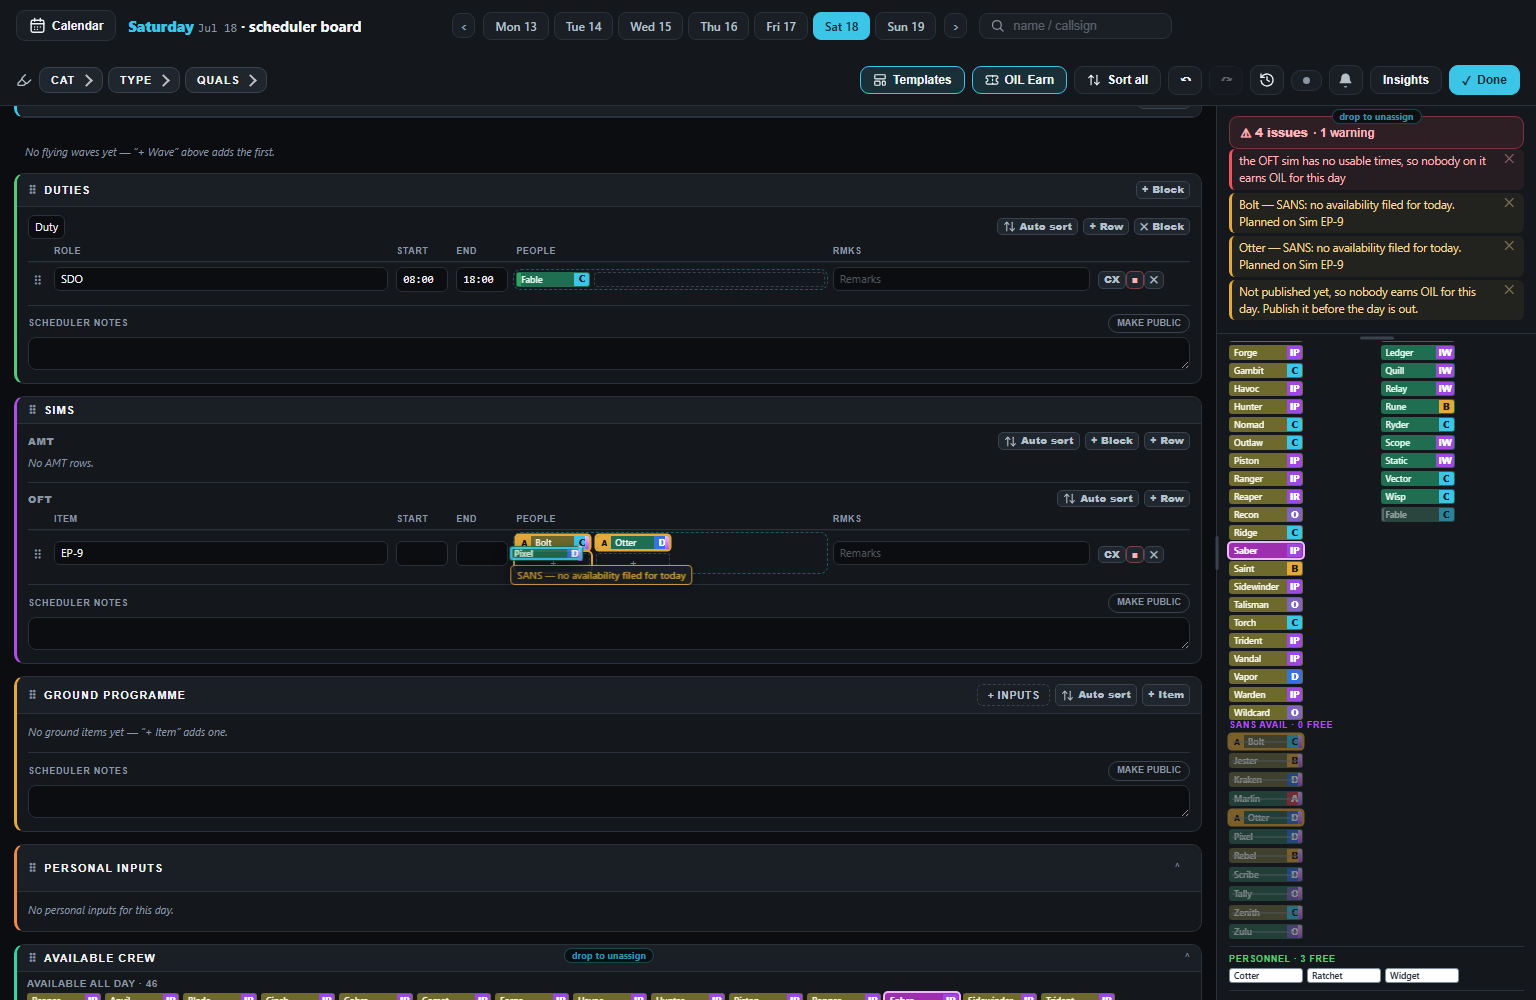 Calendar
Saturday Jul 18 · scheduler board
‹ Mon 13 Tue 14 Wed 15 Thu 16 Fri 17 Sat 18 Sun 19 ›
name / callsign
CAT TYPE QUALS
Templates OIL Earn Sort all Insights ✓ Done
No flying waves yet — "+ Wave" above adds the first.
DUTIES
+ Block
Duty
Auto sort + Row × Block
ROLE START END PEOPLE RMKS
SDO 08:00 18:00 Fable C Remarks CX
SCHEDULER NOTES
MAKE PUBLIC
SIMS
AMT
Auto sort + Block + Row
No AMT rows.
OFT
Auto sort + Row
ITEM START END PEOPLE RMKS
EP-9 A Bolt C A Otter D Remarks CX
Pixel D
SANS — no availability filed for today
SCHEDULER NOTES
MAKE PUBLIC
GROUND PROGRAMME
+ INPUTS Auto sort + Item
No ground items yet — "+ Item" adds one.
SCHEDULER NOTES
MAKE PUBLIC
PERSONAL INPUTS
No personal inputs for this day.
AVAILABLE CREW
drop to unassign
AVAILABLE ALL DAY · 46
drop to unassign
⚠ 4 issues · 1 warning
the OFT sim has no usable times, so nobody on it
earns OIL for this day
Bolt — SANS: no availability filed for today.
Planned on Sim EP-9
Otter — SANS: no availability filed for today.
Planned on Sim EP-9
Not published yet, so nobody earns OIL for this
day. Publish it before the day is out.
Forge IP
Gambit C
Havoc IP
Hunter IP
Nomad C
Outlaw C
Piston IP
Ranger IP
Reaper IR
Recon O
Ridge C
Saber IP
Saint B
Sidewinder IP
Talisman O
Torch C
Trident IP
Vandal IP
Vapor D
Warden IP
Wildcard O
Ledger IW
Quill IW
Relay IW
Rune B
Ryder C
Scope IW
Static IW
Vector C
Wisp C
Fable C
SANS AVAIL · 0 FREE
A Bolt C
Jester B
Kraken D
Marlin A
A Otter D
Pixel D
Rebel B
Scribe D
Tally O
Zenith C
Zulu O
PERSONNEL · 3 FREE
Cotter Ratchet Widget